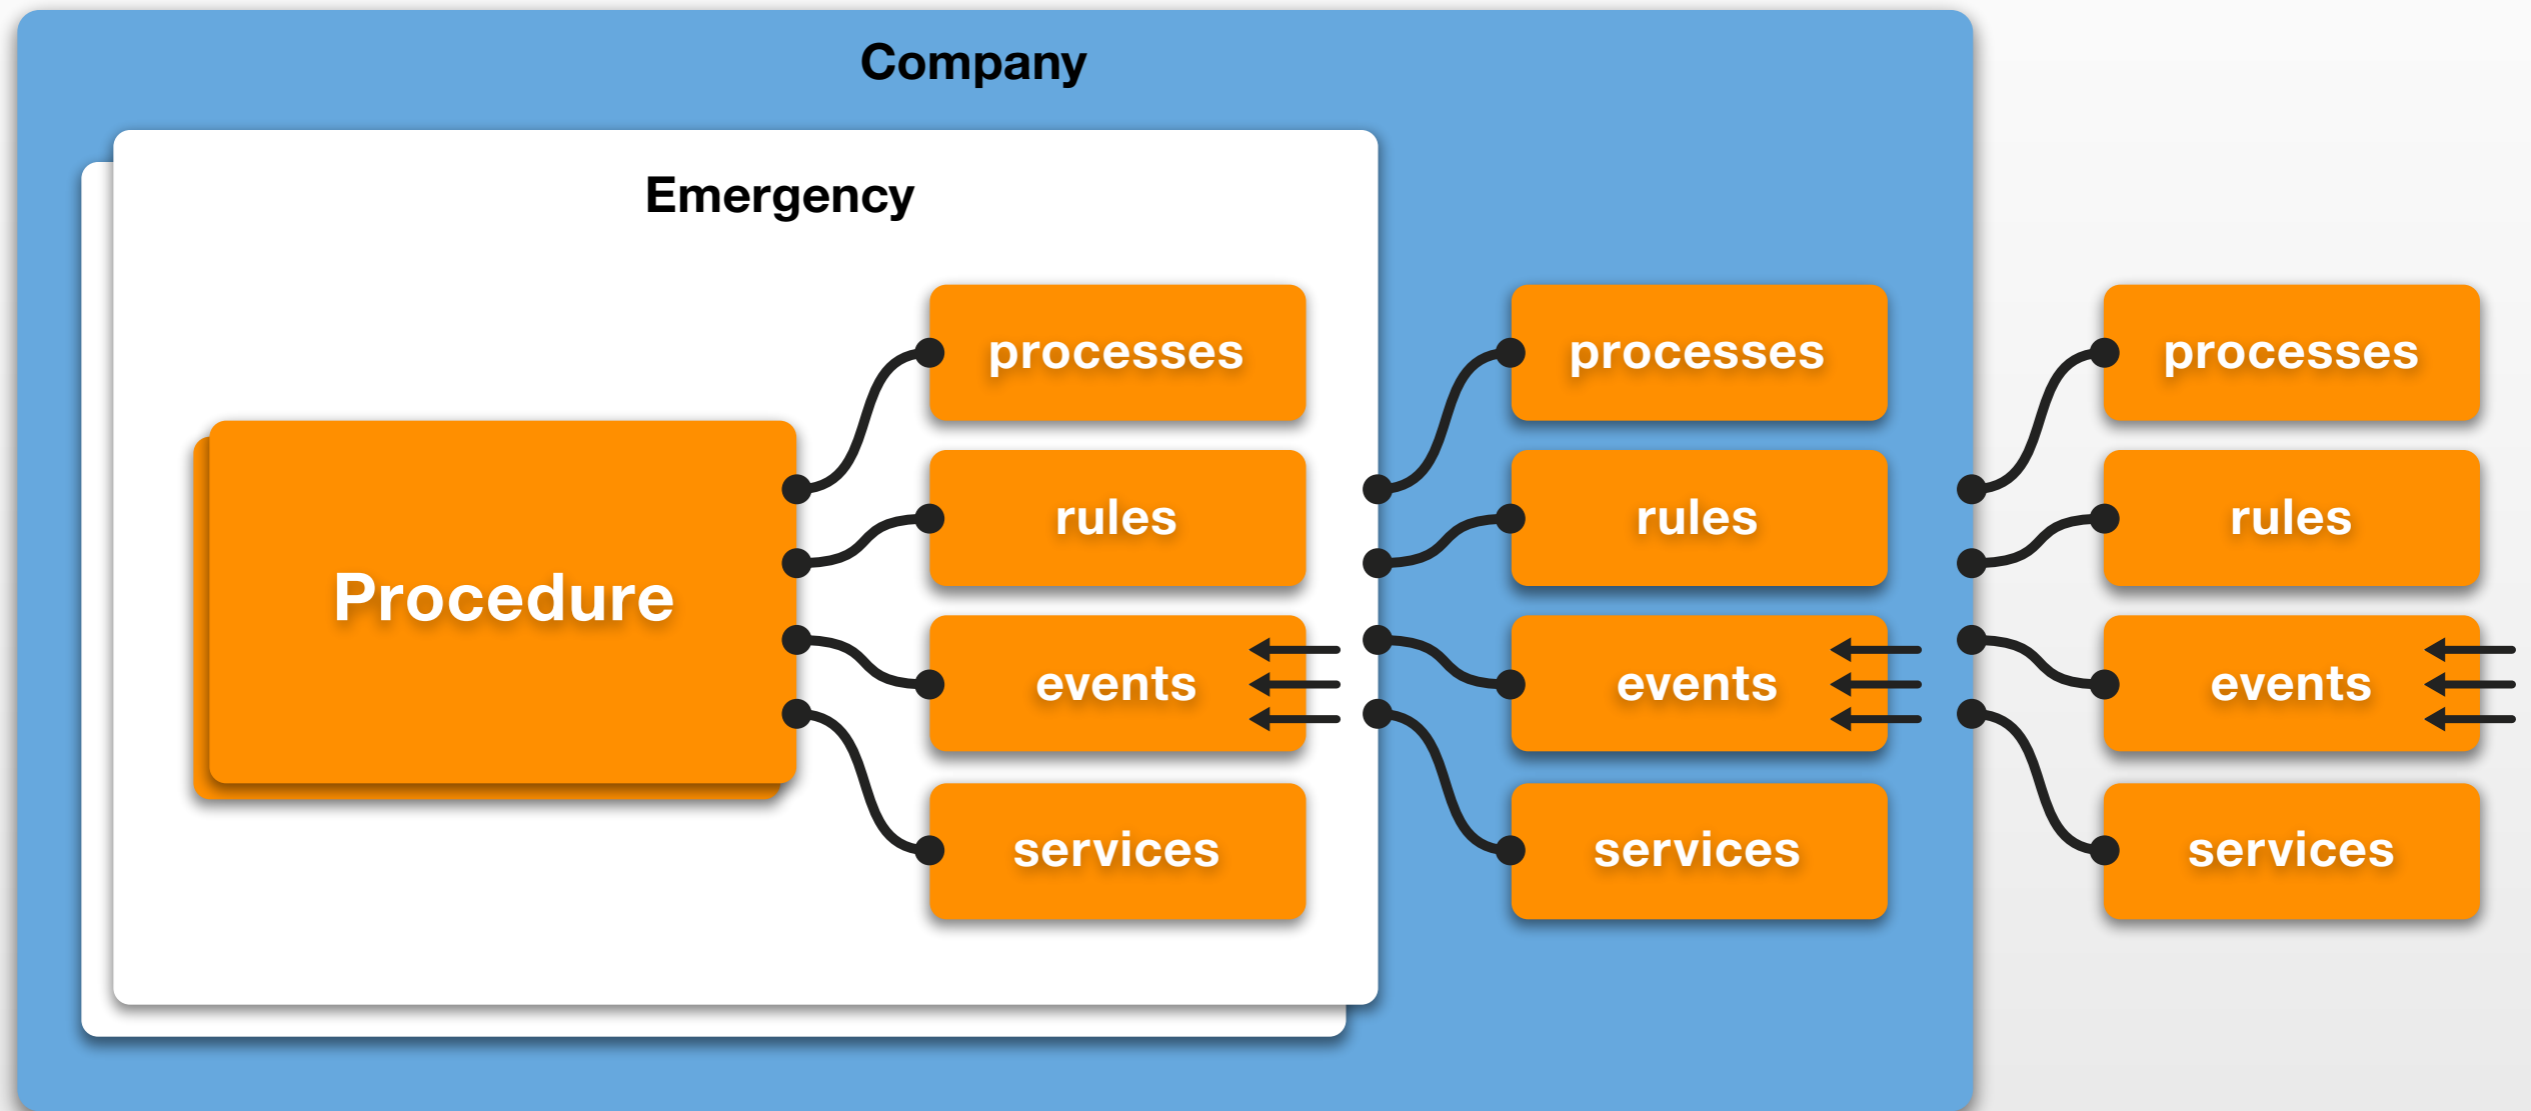 Company
Emergency
Procedure
processes
rules
events
services
processes
rules
events
services
processes
rules
events
services